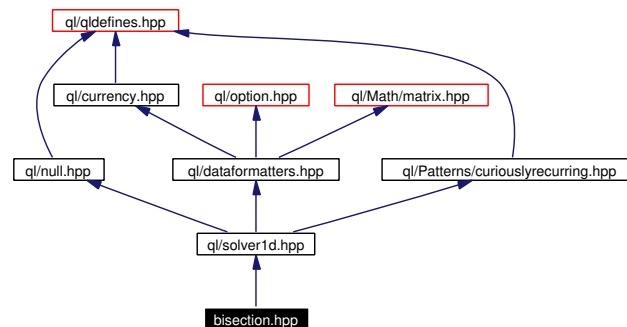 ql/qldefines.hpp
ql/currency.hpp
ql/option.hpp
ql/Math/matrix.hpp
ql/null.hpp
ql/dataformatters.hpp
ql/Patterns/curiouslyrecurring.hpp
ql/solver1d.hpp
bisection.hpp